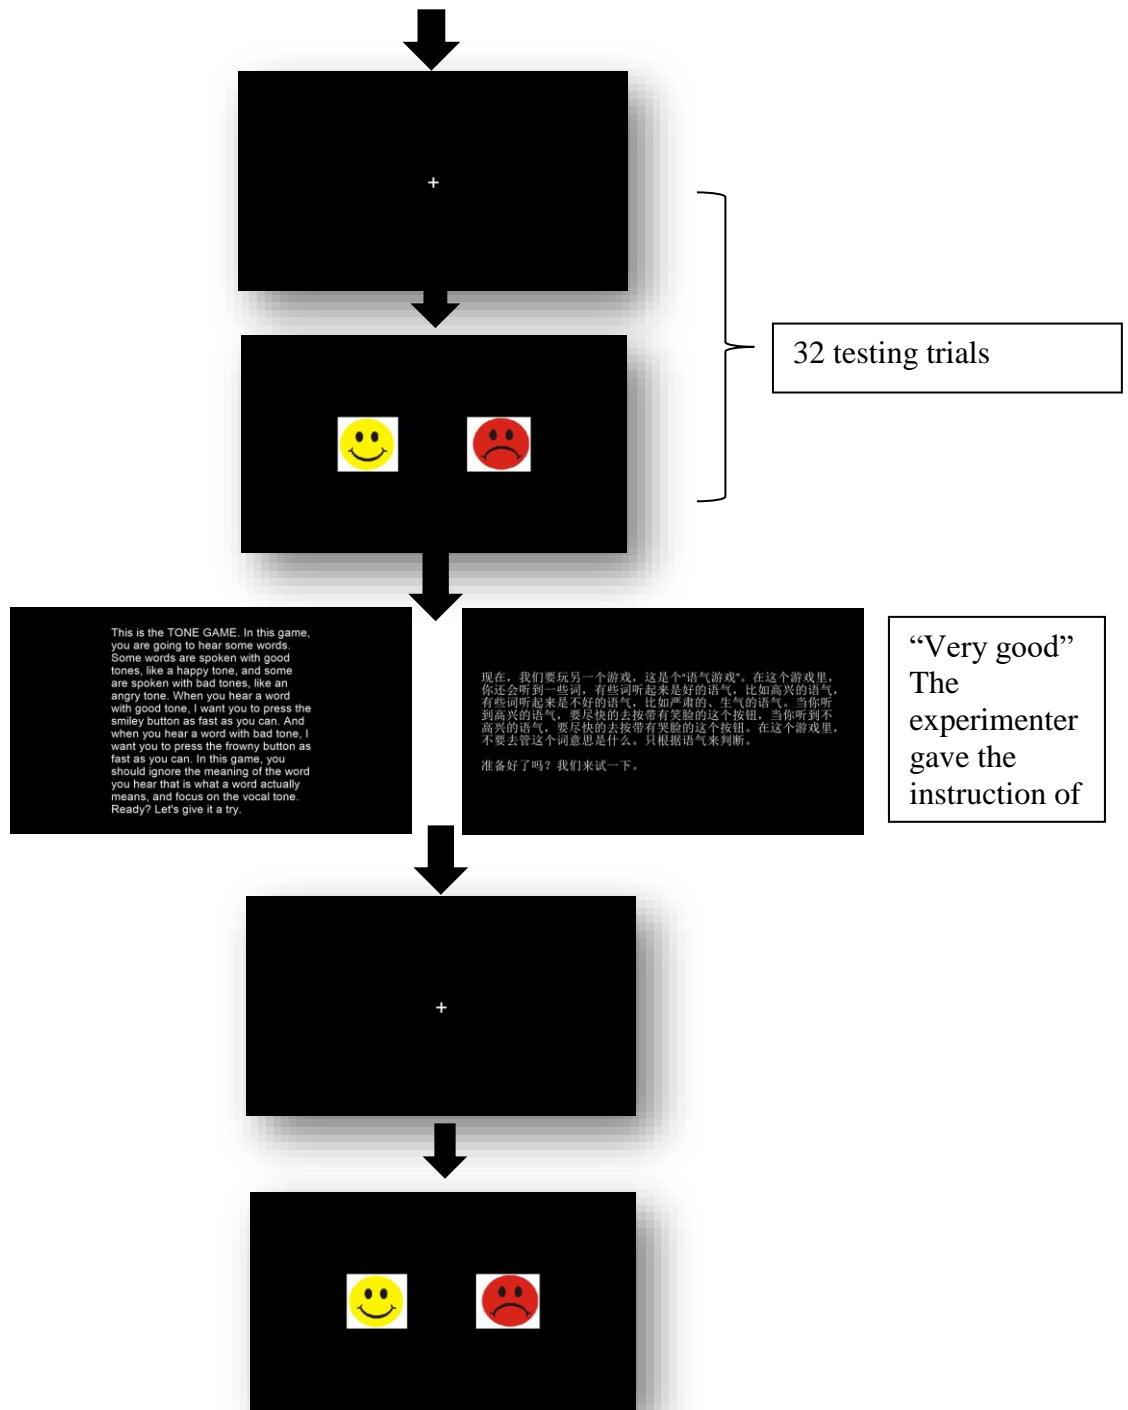 +
32 testing trials
This is the TONE GAME. In this game,
you are going to hear some words.
Some words are spoken with good
tones, like a happy tone, and some
are spoken with bad tones, like an
angry tone. When you hear a word
with good tone, I want you to press the
smiley button as fast as you can. And
when you hear a word with bad tone, I
want you to press the frowny button as
fast as you can. In this game, you
should ignore the meaning of the word
you hear that is what a word actually
means, and focus on the vocal tone.
Ready? Let's give it a try.
现在，我们要玩另一个游戏，这是个“语气游戏”。在这个游戏里，
你还会听到一些词，有些词听起来是好的语气，比如高兴的语气，
有些词听起来是不好的语气，比如严肃的、生气的语气。当你听
到高兴的语气，要尽快的去按带有笑脸的这个按钮，当你听到不
高兴的语气，要尽快的去按带有哭脸的这个按钮。在这个游戏里，
不要去管这个词意思是什么。只根据语气来判断。
准备好了吗？我们来试一下。
“Very good”
The
experimenter
gave the
instruction of
+